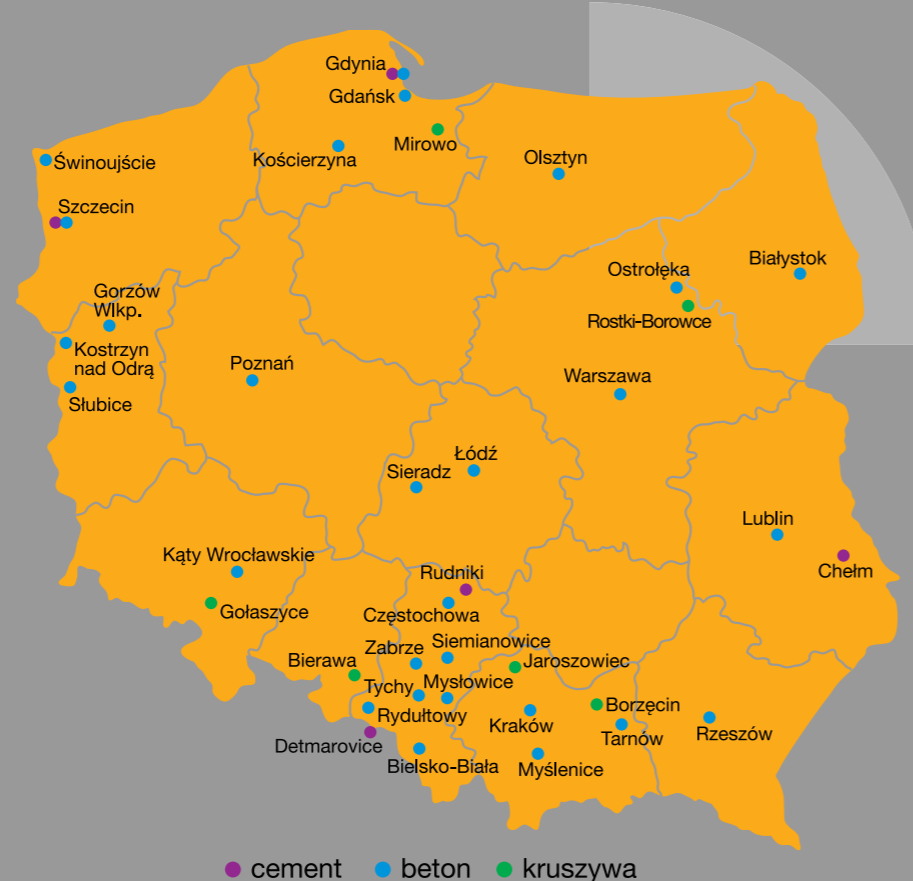 Gdynia
Gdańsk
Mirowo
Kościerzyna
Olsztyn
Świnoujście
Szczecin
Białystok
Ostrołęka
Rostki-Borowce
Gorzów
Wlkp.
Kostrzyn
nad Odrą
Słubice
Poznań
Warszawa
Łódź
Sieradz
Lublin
Chełm
Kąty Wrocławskie
Gołaszyce
Rudniki
Częstochowa
Siemianowice
Zabrze
Bierawa
Jaroszowiec
Tychy
Mysłowice
Rydułtowy
Borzęcin
Kraków
Tarnów
Rzeszów
Detmarovice
Bielsko-Biała
Myślenice
cement beton kruszywa